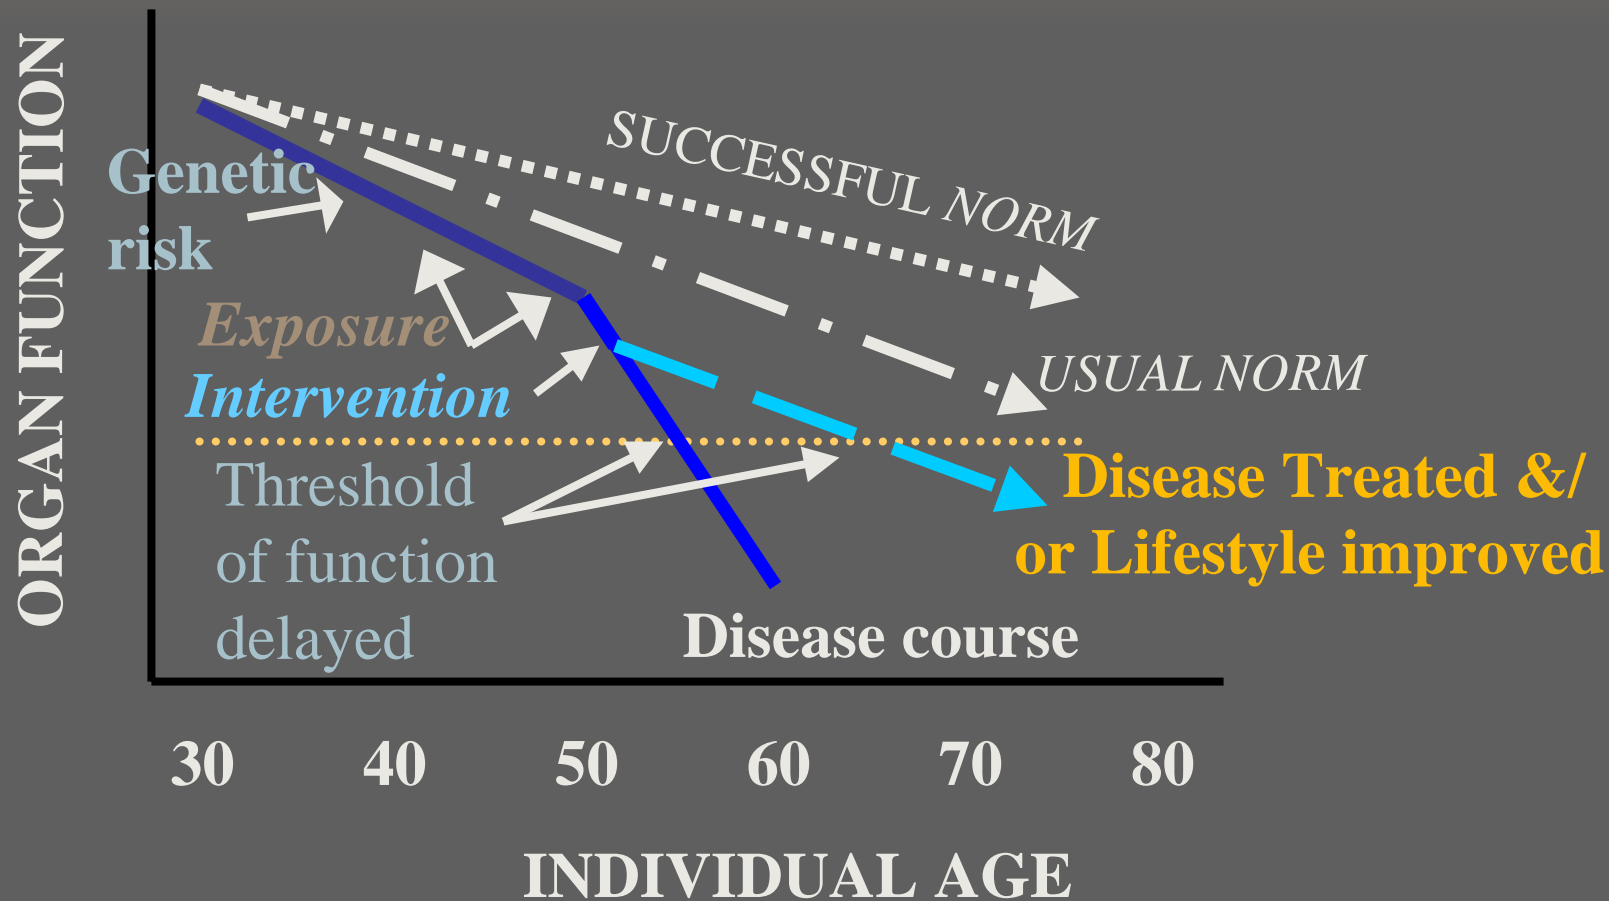 ORGAN FUNCTION
SUCCESSFUL NORM
Genetic
risk
Exposure
USUAL NORM
Intervention
Threshold
of function
delayed
Disease Treated &/
or Lifestyle improved
Disease course
30 40 50 60 70 80
INDIVIDUAL AGE